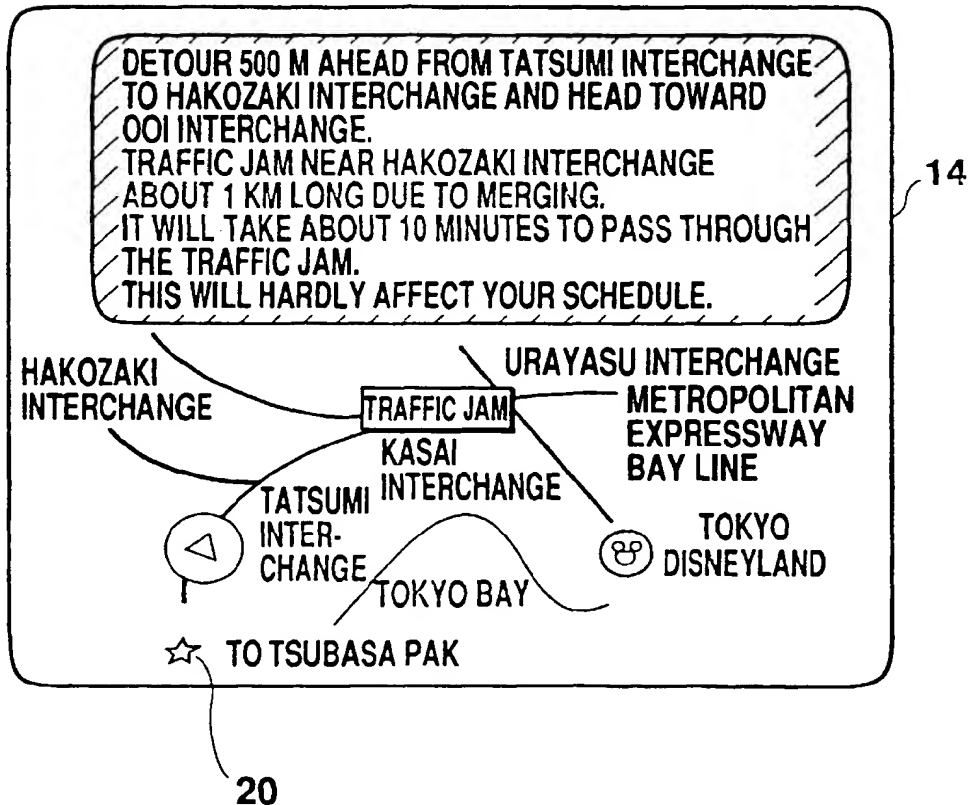 DETOUR 500 M AHEAD FROM TATSUMI INTERCHANGE
TO HAKOZAKI INTERCHANGE AND HEAD TOWARD
OOI INTERCHANGE.
TRAFFIC JAM NEAR HAKOZAKI INTERCHANGE
ABOUT 1 KM LONG DUE TO MERGING.
IT WILL TAKE ABOUT 10 MINUTES TO PASS THROUGH
THE TRAFFIC JAM.
THIS WILL HARDLY AFFECT YOUR SCHEDULE.
14
HAKOZAKI
INTERCHANGE
URAYASU INTERCHANGE
METROPOLITAN
EXPRESSWAY
BAY LINE
TRAFFIC JAM
KASAI
INTERCHANGE
TATSUMI
INTER-
CHANGE
TOKYO
DISNEYLAND
TOKYO BAY
TO TSUBASA PAK
20